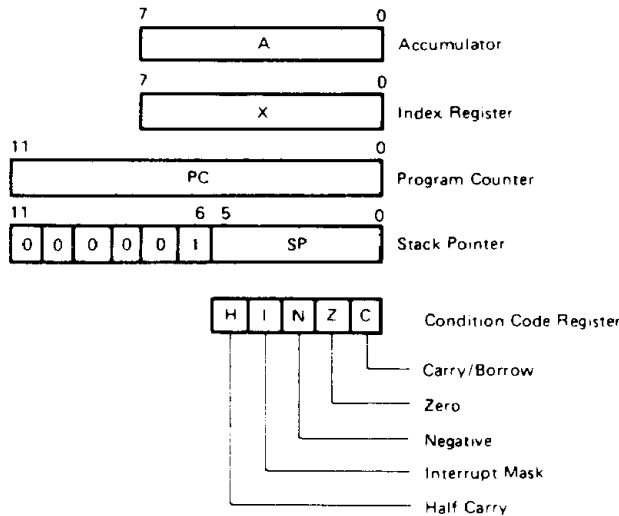 7 0
A Accumulator
7 0
X Index Register
11 0
PC Program Counter
11 6 5 0
0 0 0 0 0 1 SP Stack Pointer
H I N Z C Condition Code Register
Carry/Borrow
Zero
Negative
Interrupt Mask
Half Carry